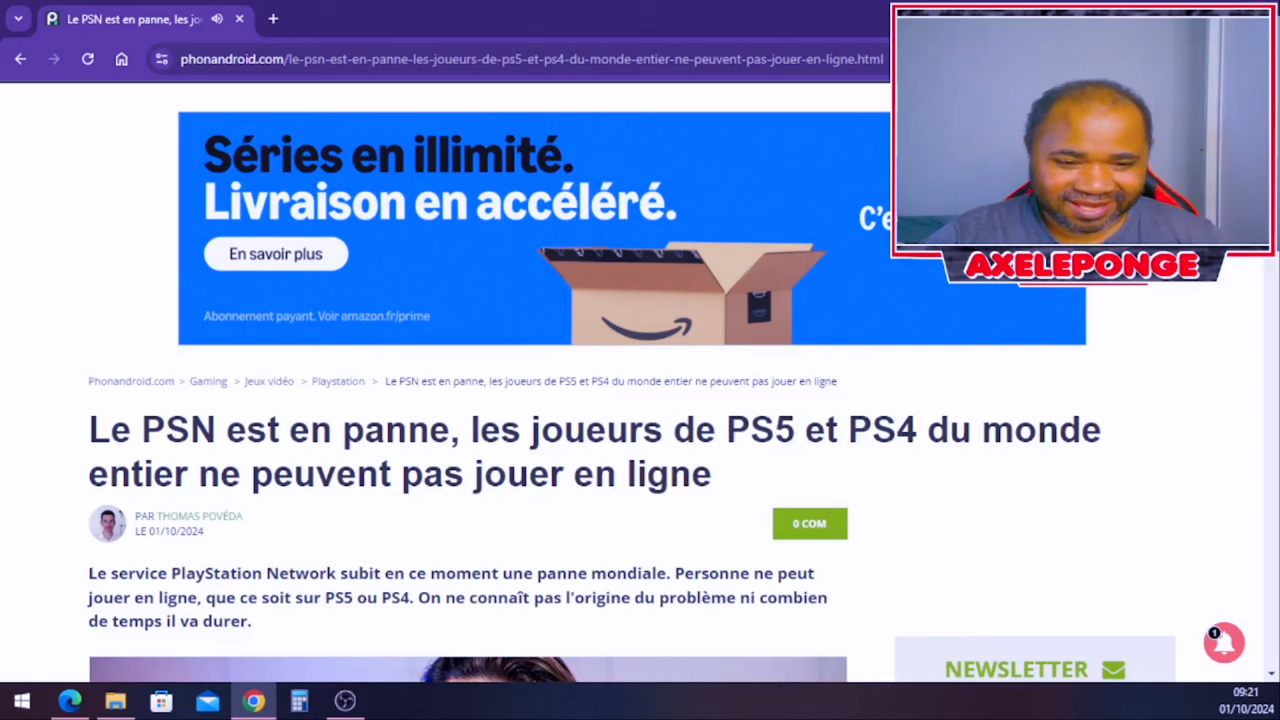 Le PSN est en panne, les jo
phonandroid.com/le-psn-est-en-panne-les-joueurs-de-ps5-et-ps4-du-monde-entier-ne-peuvent-pas-jouer-en-ligne.html
Séries en illimité.
Livraison en accéléré.
C'e
En savoir plus
Abonnement payant. Voir amazon.fr/prime
AXELEPONGE
Phonandroid.com > Gaming > Jeux vidéo > Playstation > Le PSN est en panne, les joueurs de PS5 et PS4 du monde entier ne peuvent pas jouer en ligne
Le PSN est en panne, les joueurs de PS5 et PS4 du monde
entier ne peuvent pas jouer en ligne
PAR THOMAS POVÉDA
LE 01/10/2024
0 COM
Le service PlayStation Network subit en ce moment une panne mondiale. Personne ne peut
jouer en ligne, que ce soit sur PS5 ou PS4. On ne connaît pas l'origine du problème ni combien
de temps il va durer.
1
NEWSLETTER
09:21
01/10/2024